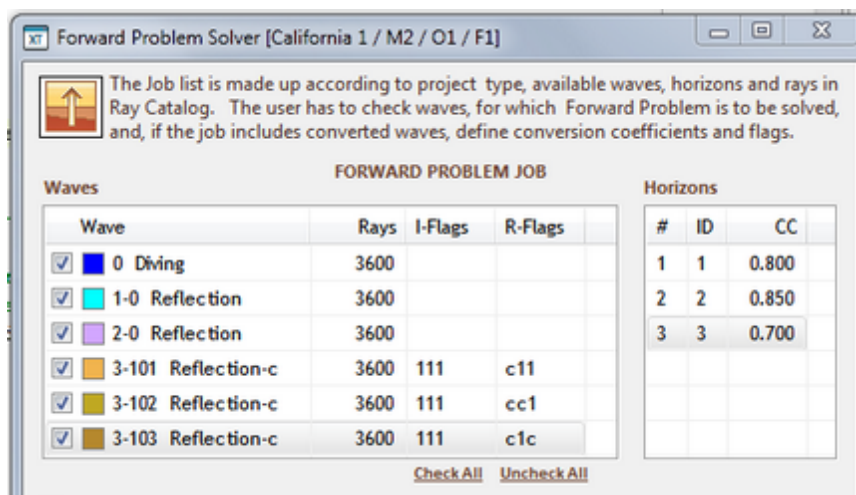 XT Forward Problem Solver [California 1 / M2 / O1 / F1]
The Job list is made up according to project type, available waves, horizons and rays in
Ray Catalog. The user has to check waves, for which Forward Problem is to be solved,
and, if the job includes converted waves, define conversion coefficients and flags.
FORWARD PROBLEM JOB
Waves Horizons
Wave Rays I-Flags R-Flags # ID CC
0 Diving 3600 1 1 0.800
1-0 Reflection 3600 2 2 0.850
2-0 Reflection 3600 3 3 0.700
3-101 Reflection-c 3600 111 c11
3-102 Reflection-c 3600 111 cc1
3-103 Reflection-c 3600 111 c1c
Check All Uncheck All